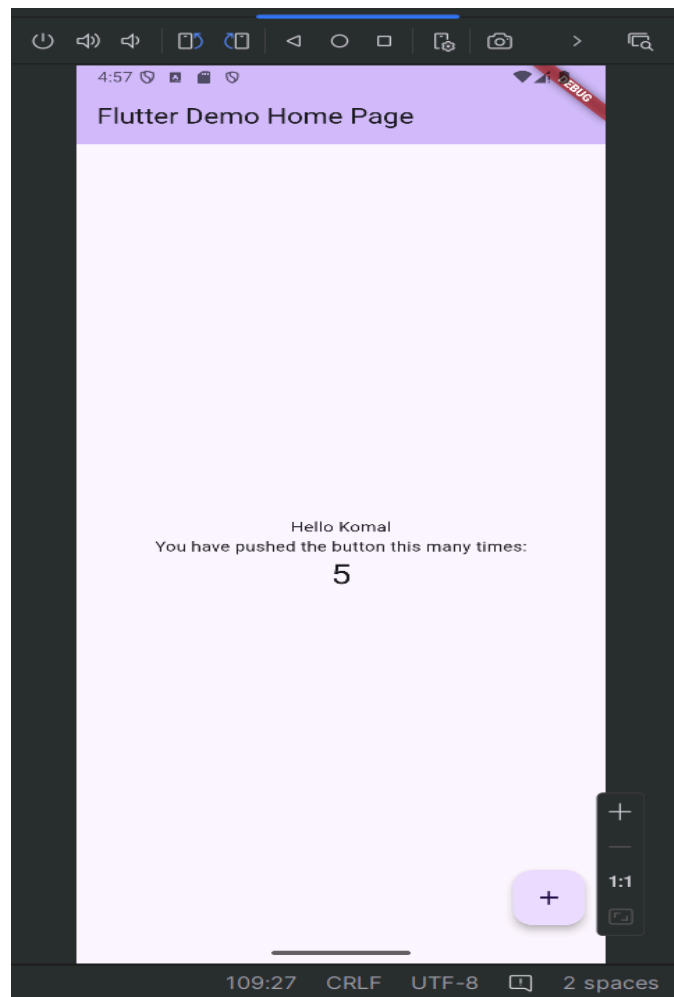 4:57
DEBUG
Flutter Demo Home Page
Hello Komal
You have pushed the button this many times:
5
+
1:1
109:27 CRLF UTF-8 2 spaces